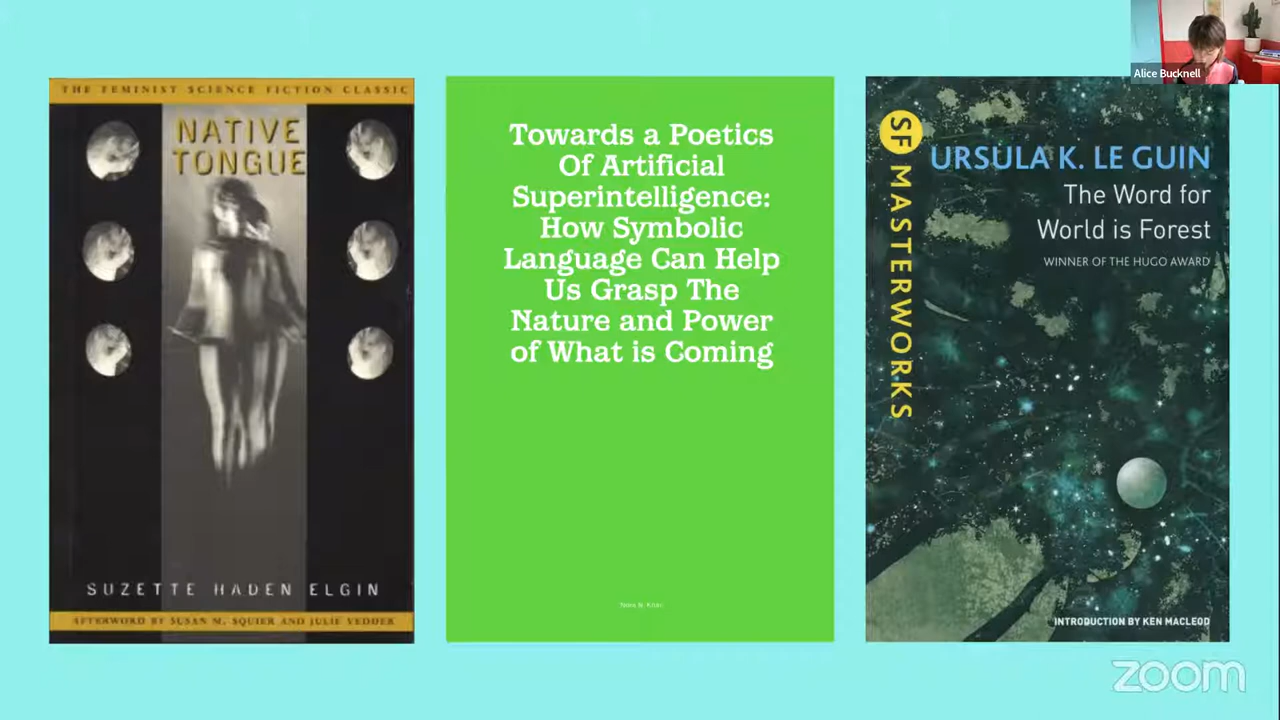 THE FEMINIST SCIENCE FICTION CLASSIC
NATIVE
TONGUE
SUZETTE HADEN ELGIN
AFTERWORD BY SUSAN M. SQUIER AND JULIE VEDDER
Towards a Poetics
Of Artificial
Superintelligence:
How Symbolic
Language Can Help
Us Grasp The
Nature and Power
of What is Coming
Nora N. Khan
SF MASTERWORKS
URSULA K. LE GUIN
The Word for
World is Forest
WINNER OF THE HUGO AWARD
INTRODUCTION BY KEN MACLEOD
Alice Bucknell
zoom